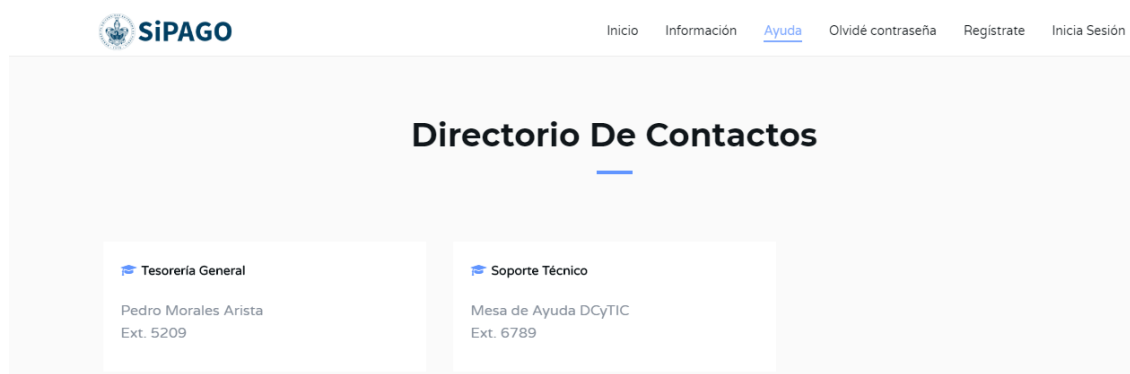 SiPAGO
Inicio Información Ayuda Olvidé contraseña Regístrate Inicia Sesión
Directorio De Contactos
Tesorería General
Pedro Morales Arista
Ext. 5209
Soporte Técnico
Mesa de Ayuda DCyTIC
Ext. 6789